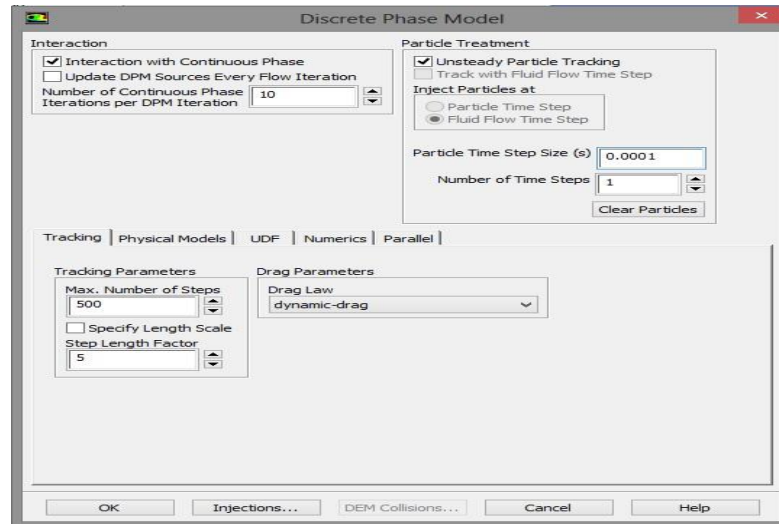 Discrete Phase Model
Interaction
Interaction with Continuous Phase
Update DPM Sources Every Flow Iteration
Number of Continuous Phase
Iterations per DPM Iteration
10
Particle Treatment
Unsteady Particle Tracking
Track with Fluid Flow Time Step
Inject Particles at
Particle Time Step
Fluid Flow Time Step
Particle Time Step Size (s)
0.0001
Number of Time Steps
1
Clear Particles
Tracking
Physical Models
UDF
Numerics
Parallel
Tracking Parameters
Max. Number of Steps
500
Specify Length Scale
Step Length Factor
5
Drag Parameters
Drag Law
dynamic-drag
OK
Injections...
DEM Collisions...
Cancel
Help